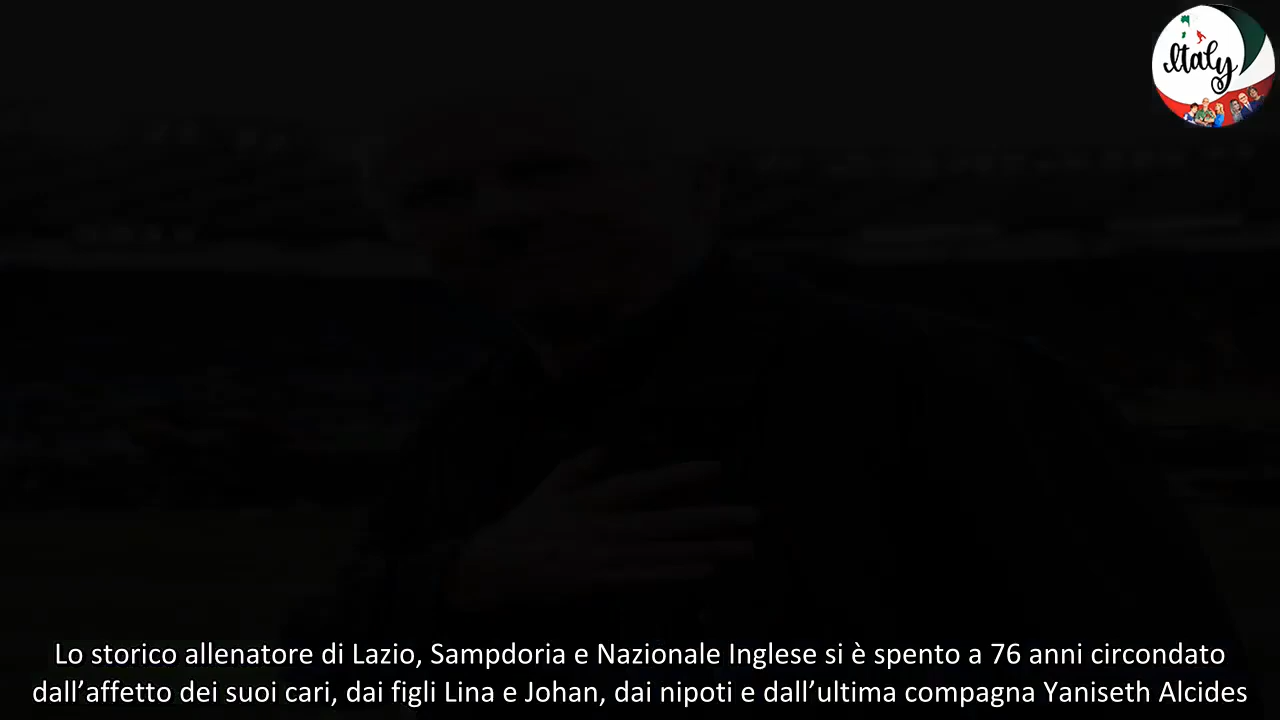 Italy
Lo storico allenatore di Lazio, Sampdoria e Nazionale Inglese si è spento a 76 anni circondato
dall’affetto dei suoi cari, dai figli Lina e Johan, dai nipoti e dall’ultima compagna Yaniseth Alcides